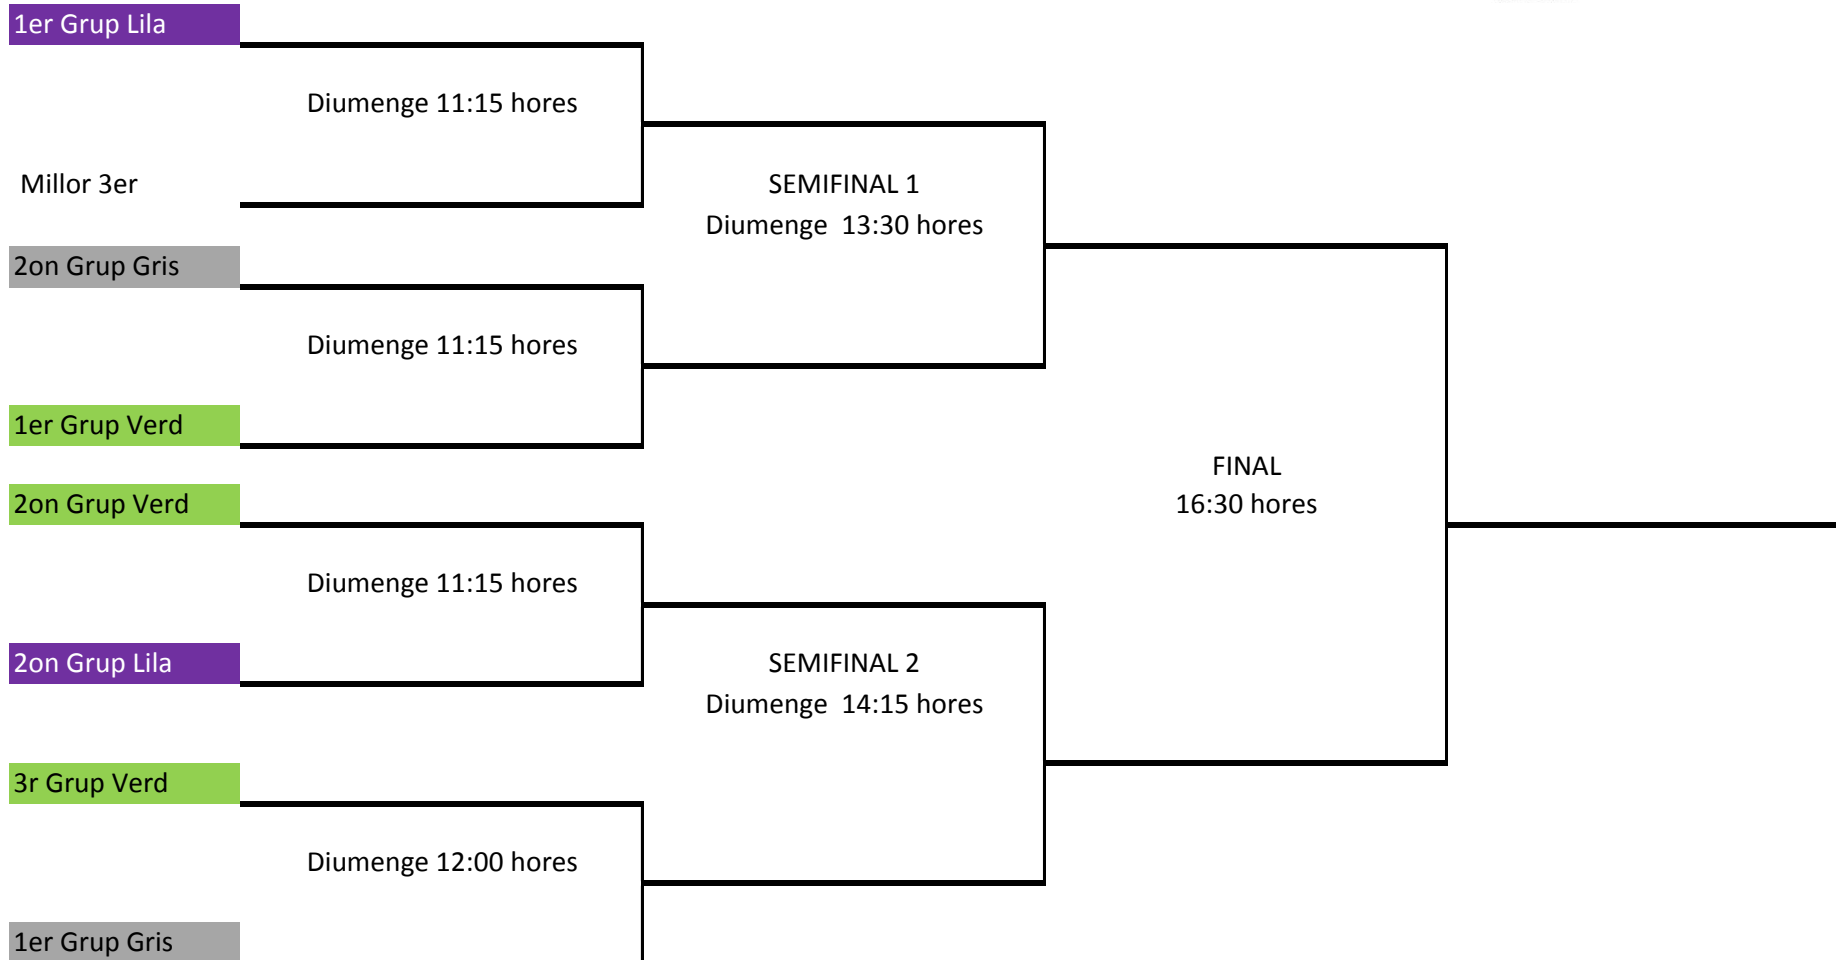 1er Grup Lila
Diumenge 11:15 hores
Millor 3er
SEMIFINAL 1
Diumenge  13:30 hores
2on Grup Gris
Diumenge 11:15 hores
1er Grup Verd
FINAL
16:30 hores
2on Grup Verd
Diumenge 11:15 hores
2on Grup Lila
SEMIFINAL 2
Diumenge  14:15 hores
3r Grup Verd
Diumenge 12:00 hores
1er Grup Gris